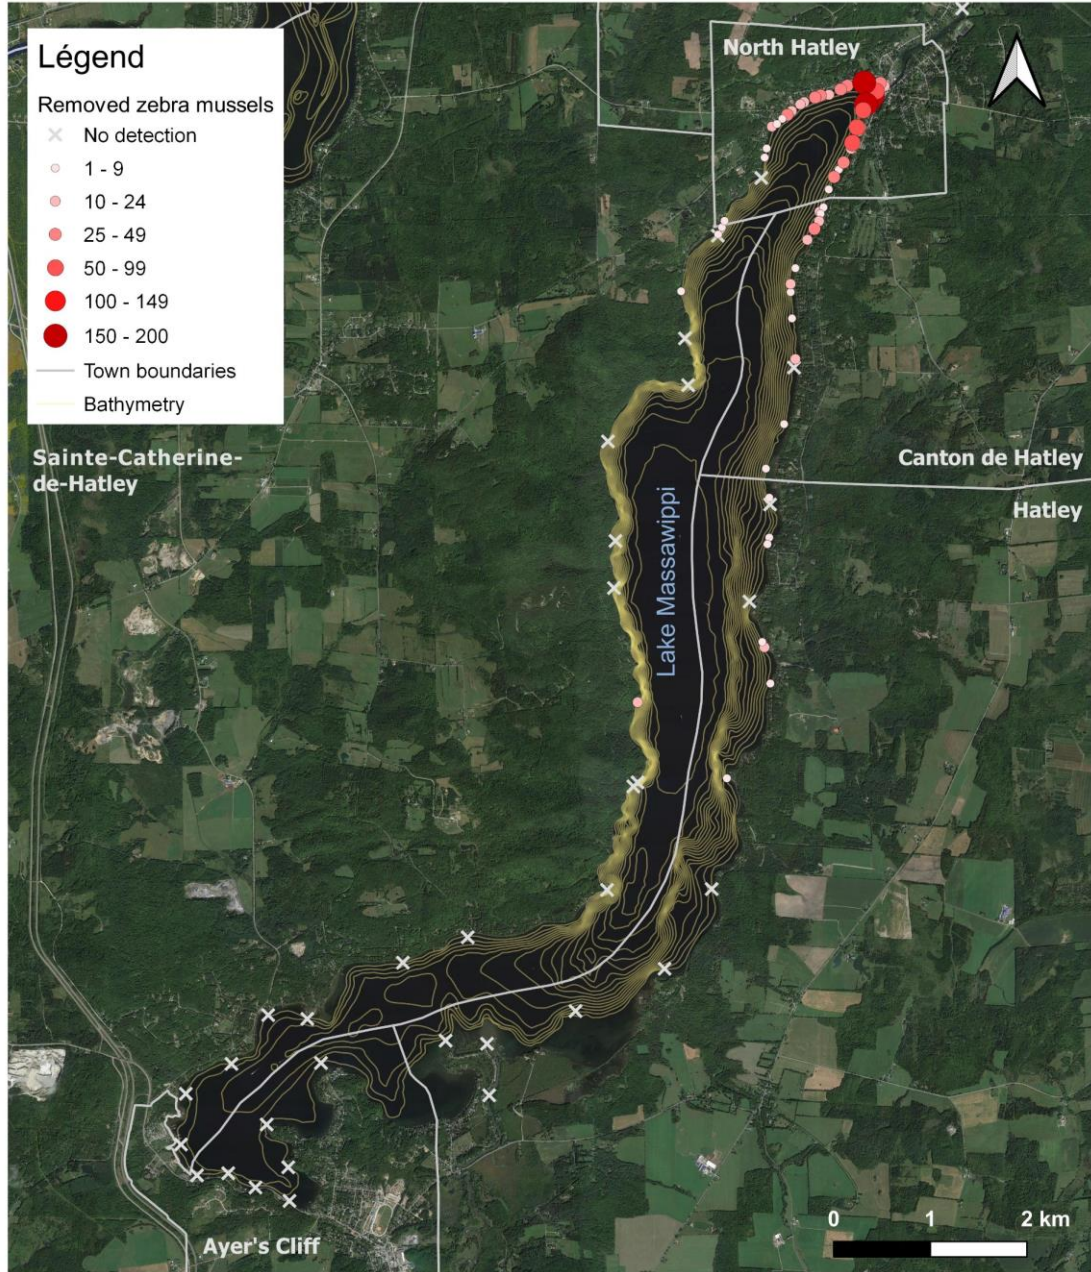 Légend
Removed zebra mussels
No detection
1 - 9
10 - 24
25 - 49
50 - 99
100 - 149
150 - 200
Town boundaries
Bathymetry
North Hatley
Sainte-Catherine-
de-Hatley
Canton de Hatley
Hatley
Lake Massawippi
Ayer's Cliff
0 1 2 km